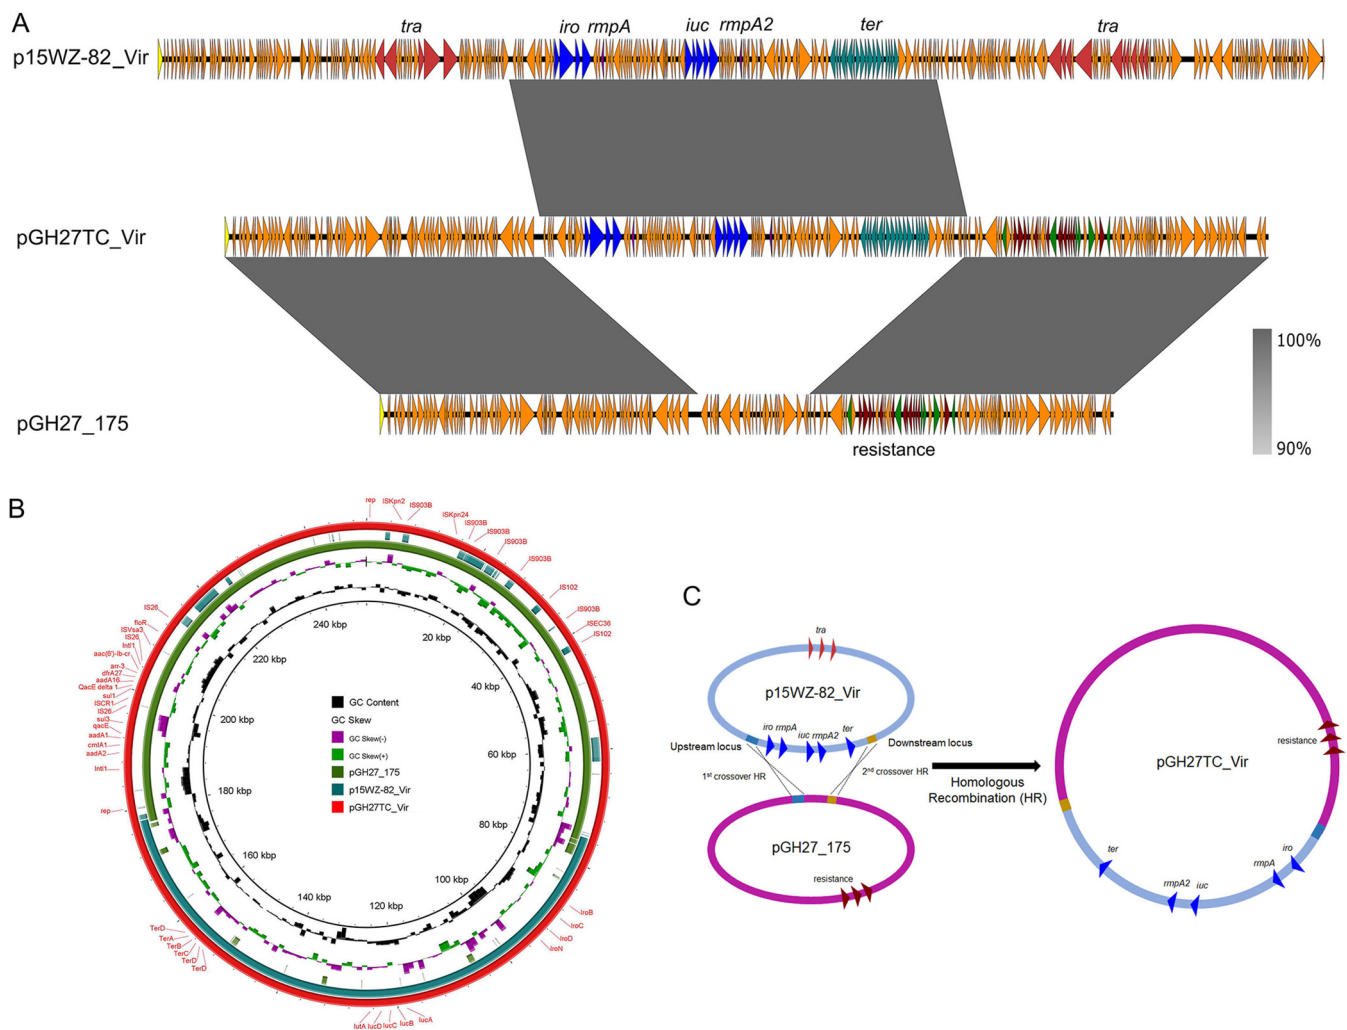 A
tra
iro
rmpA
iuc
rmpA2
ter
tra
p15WZ-82_Vir
pGH27TC_Vir
pGH27_175
resistance
100%
90%
B
rep
ISKpn2
IS903B
ISKpn24
IS903B
IS903B
IS903B
IS903B
IS102
IS903B
ISEC36
IS102
IS26
floR
ISVsa3
IS26
IntI1
aac(6')-Ib-cr
arr-3
dfrA27
aadA16
QacE delta 1
sul1
ISCR1
IS26
sul3
qacE
aadA1
cmlA1
aadA2
IntI1
rep
TerD
TerA
TerB
TerC
TerD
TerD
IutA
IucD
IucC
IucB
IucA
IroB
IroC
IroD
IroN
240 kbp
20 kbp
220 kbp
40 kbp
200 kbp
60 kbp
180 kbp
80 kbp
160 kbp
100 kbp
140 kbp
120 kbp
GC Content
GC Skew
GC Skew(-)
GC Skew(+)
pGH27_175
p15WZ-82_Vir
pGH27TC_Vir
C
tra
p15WZ-82_Vir
iro rmpA
iuc rmpA2
ter
Upstream locus
Downstream locus
1st crossover HR
2nd crossover HR
pGH27_175
resistance
Homologous
Recombination (HR)
pGH27TC_Vir
resistance
ter
rmpA2
iuc
rmpA
iro